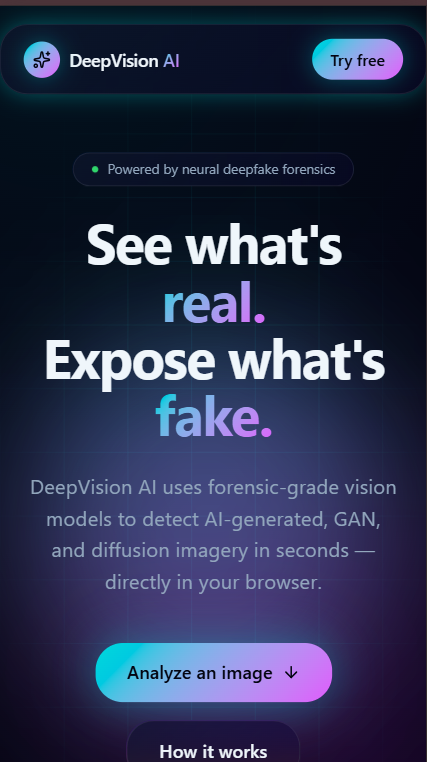 DeepVision AI
Try free
Powered by neural deepfake forensics
See what's
real.
Expose what's
fake.
DeepVision AI uses forensic-grade vision
models to detect AI-generated, GAN,
and diffusion imagery in seconds —
directly in your browser.
Analyze an image ↓
How it works